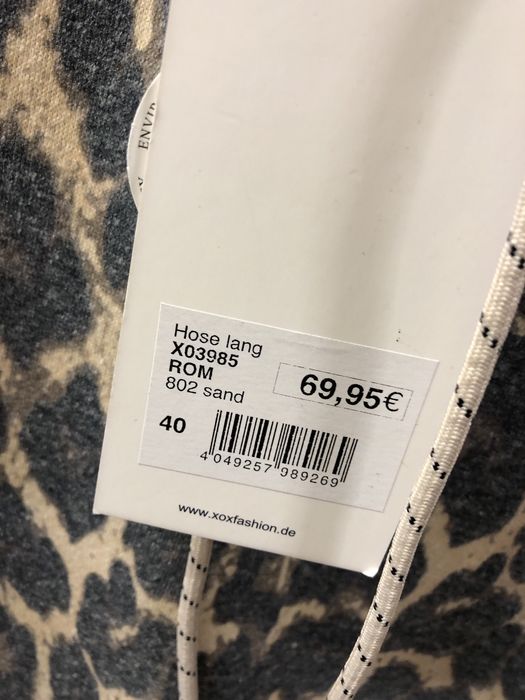 Hose lang
X03985
ROM
802 sand
69,95€
40
4 049257 989269
www.xoxfashion.de